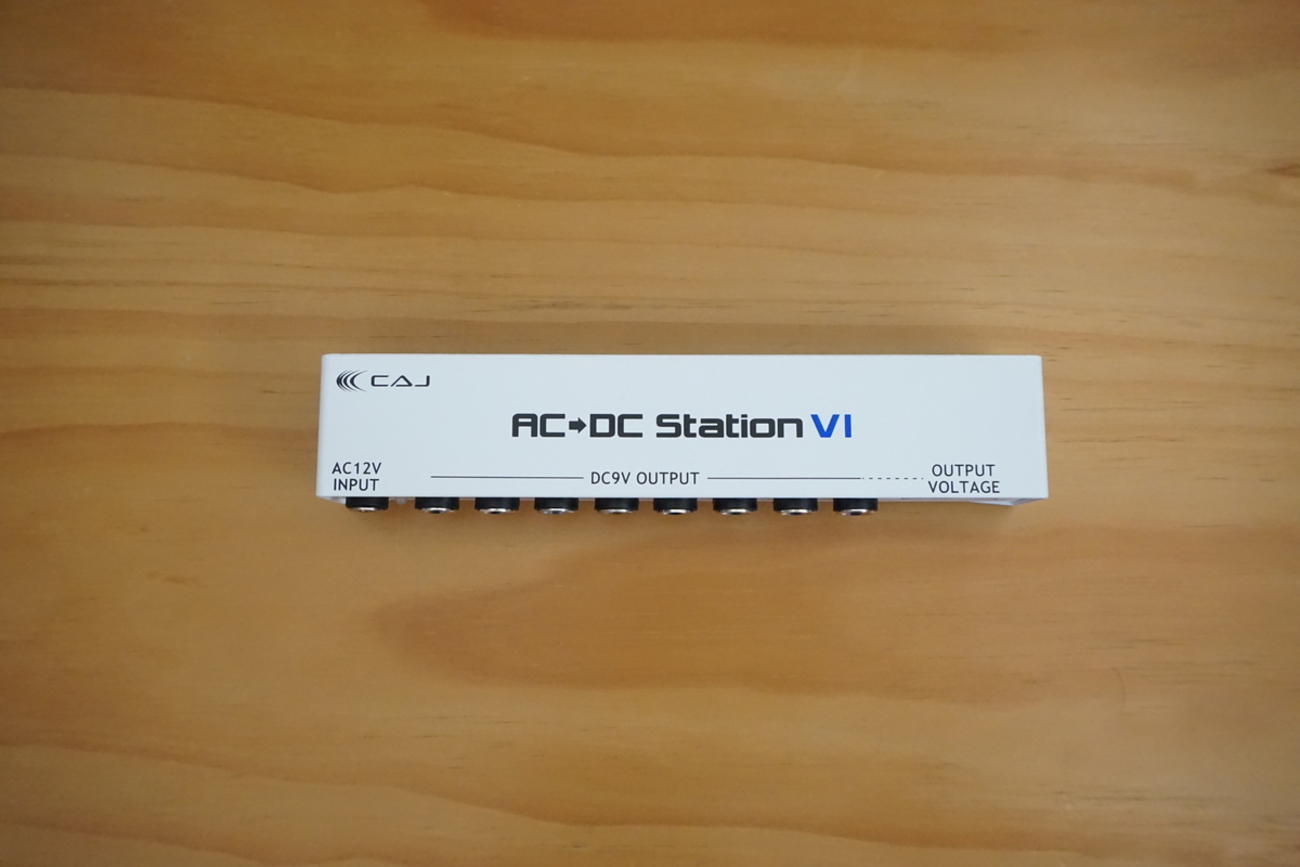 CAJ
AC➡DC Station VI
AC12V
INPUT
DC9V OUTPUT
OUTPUT
VOLTAGE